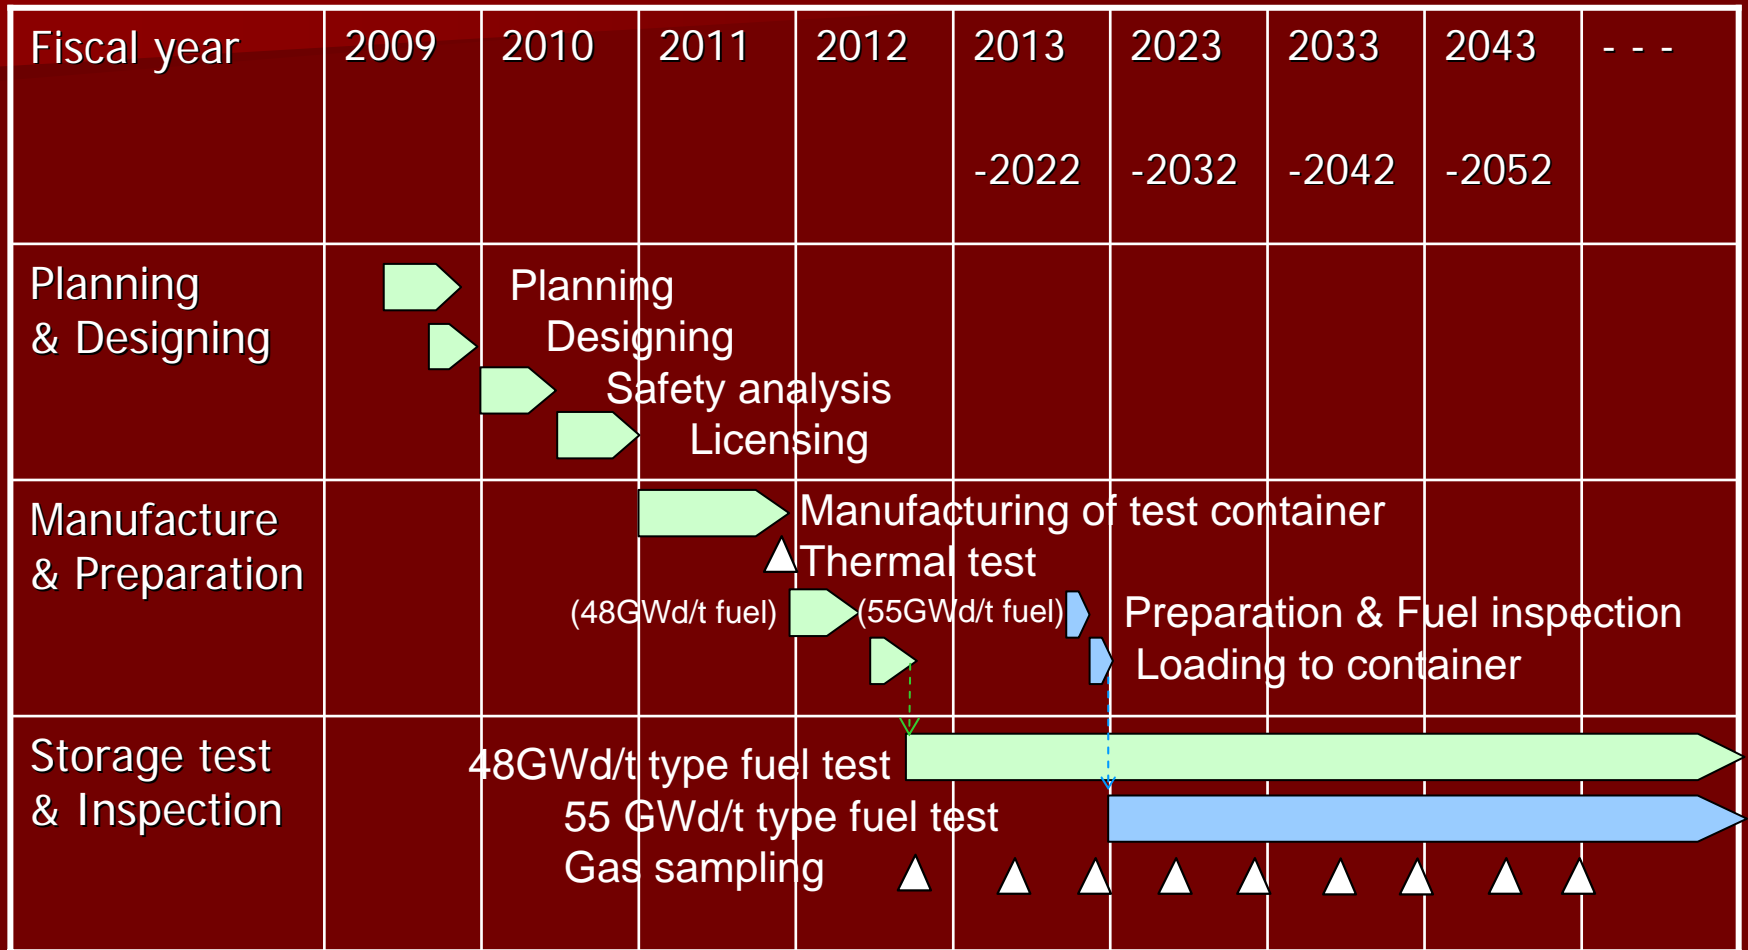 Fiscal year 2009 2010 2011 2012 2013 2023 2033 2043 - - -
-2022 -2032 -2042 -2052
Planning
& Designing
Planning
Designing
Safety analysis
Licensing
Manufacture
& Preparation
Manufacturing of test container
Thermal test
(48GWd/t fuel) (55GWd/t fuel) Preparation & Fuel inspection
Loading to container
Storage test
& Inspection
48GWd/t type fuel test
55 GWd/t type fuel test
Gas sampling